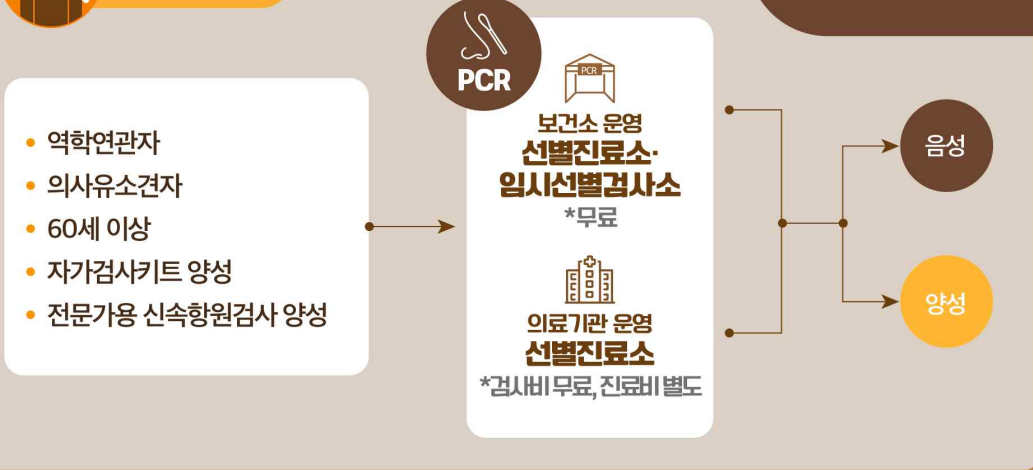 역학연관자
의사유소견자
60세 이상
자가검사키트 양성
전문가용 신속항원검사 양성
PCR
PCR
보건소 운영
선별진료소·
임시선별검사소
*무료
의료기관 운영
선별진료소
*검사비 무료, 진료비 별도
음성
양성